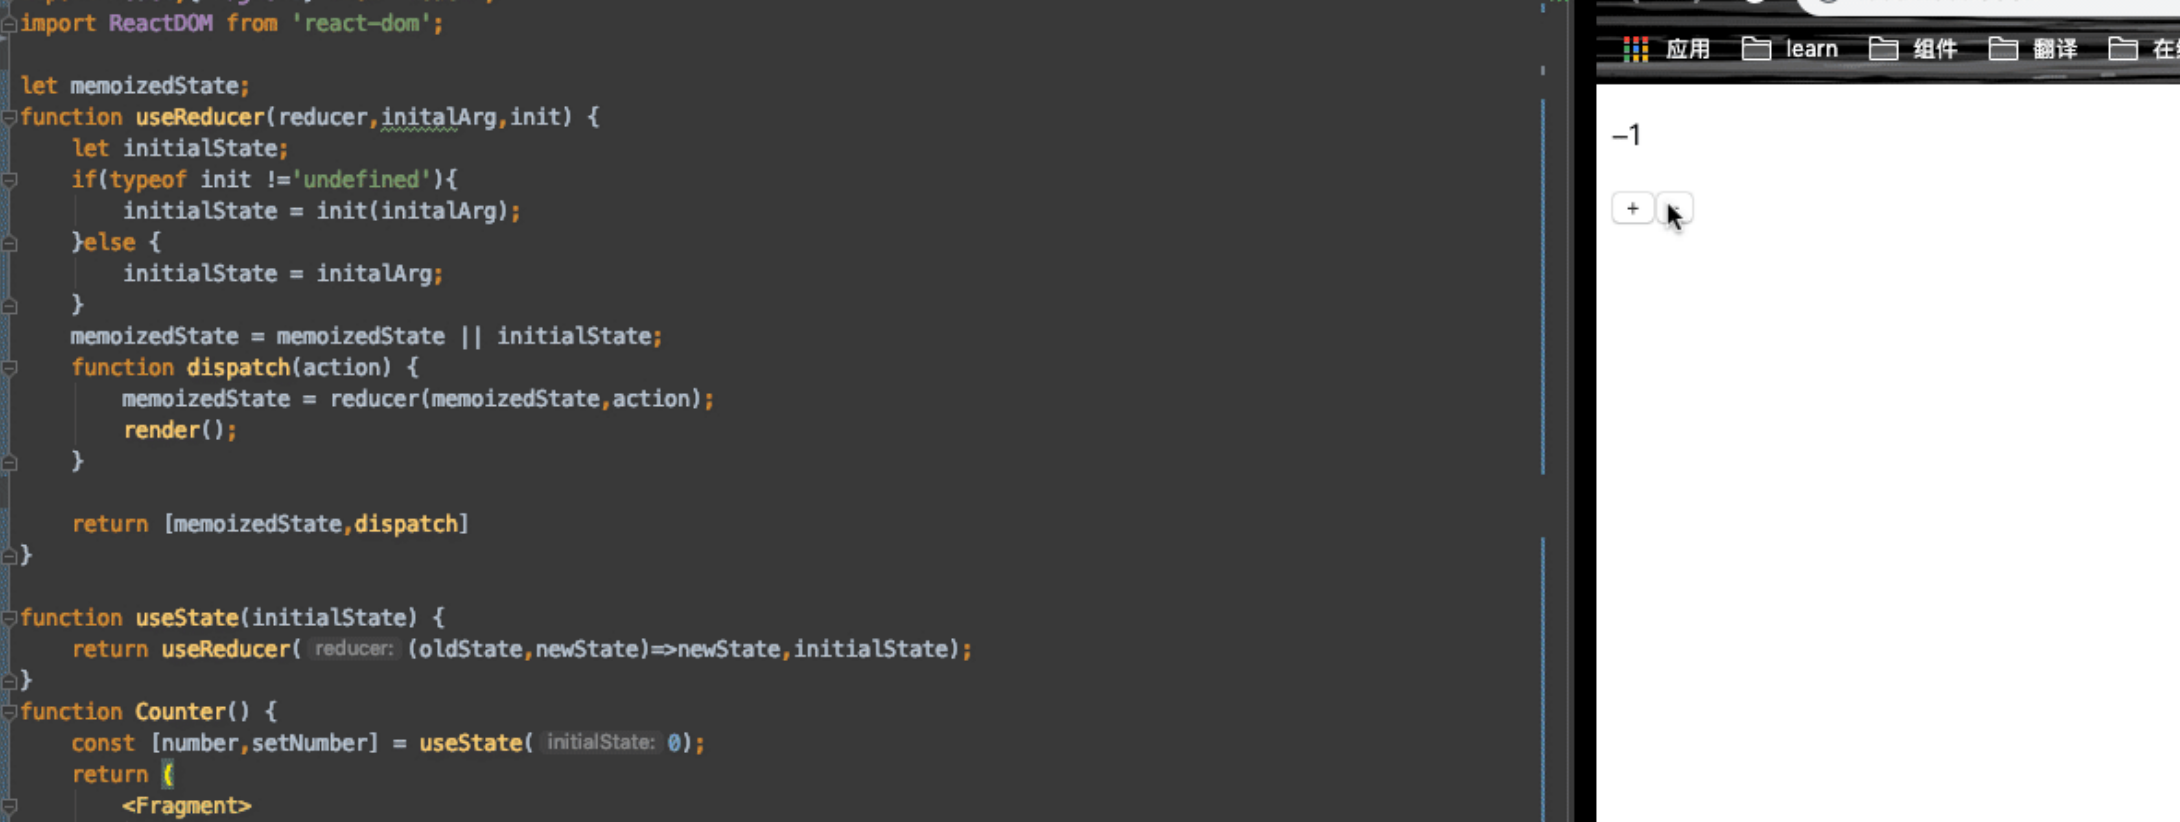 import ReactDOM from 'react-dom';
let memoizedState;
function useReducer(reducer,initalArg,init) {
let initialState;
if(typeof init !='undefined'){
initialState = init(initalArg);
}else {
initialState = initalArg;
}
memoizedState = memoizedState || initialState;
function dispatch(action) {
memoizedState = reducer(memoizedState,action);
render();
}
return [memoizedState,dispatch]
}
function useState(initialState) {
return useReducer( reducer: (oldState,newState)=>newState,initialState);
}
function Counter() {
const [number,setNumber] = useState( initialState: 0);
return (
<Fragment>
应用 learn 组件 翻译
-1
+